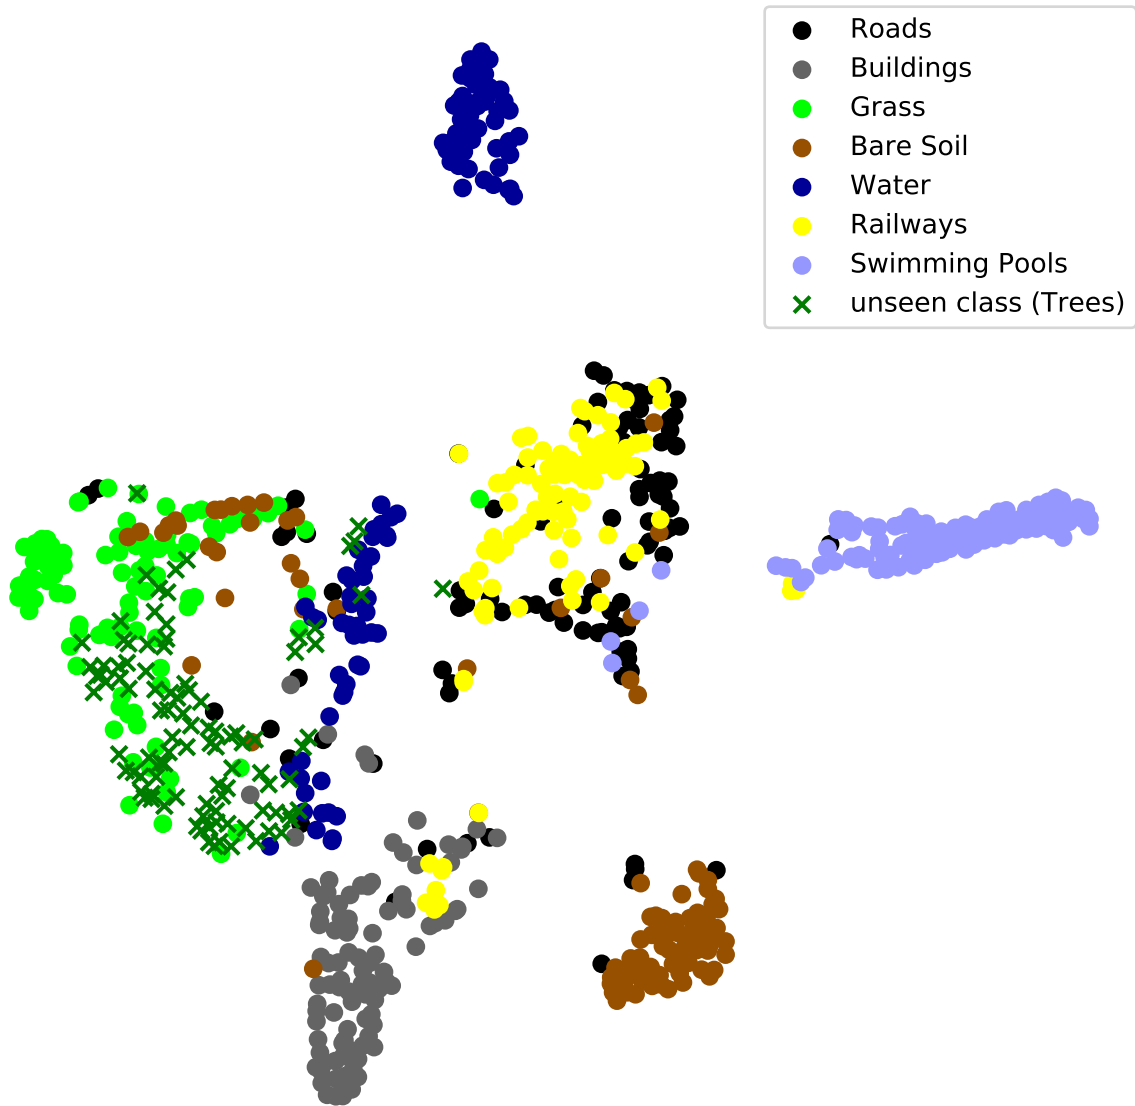 Roads
Buildings
Grass
Bare Soil
Water
Railways
Swimming Pools
unseen class (Trees)